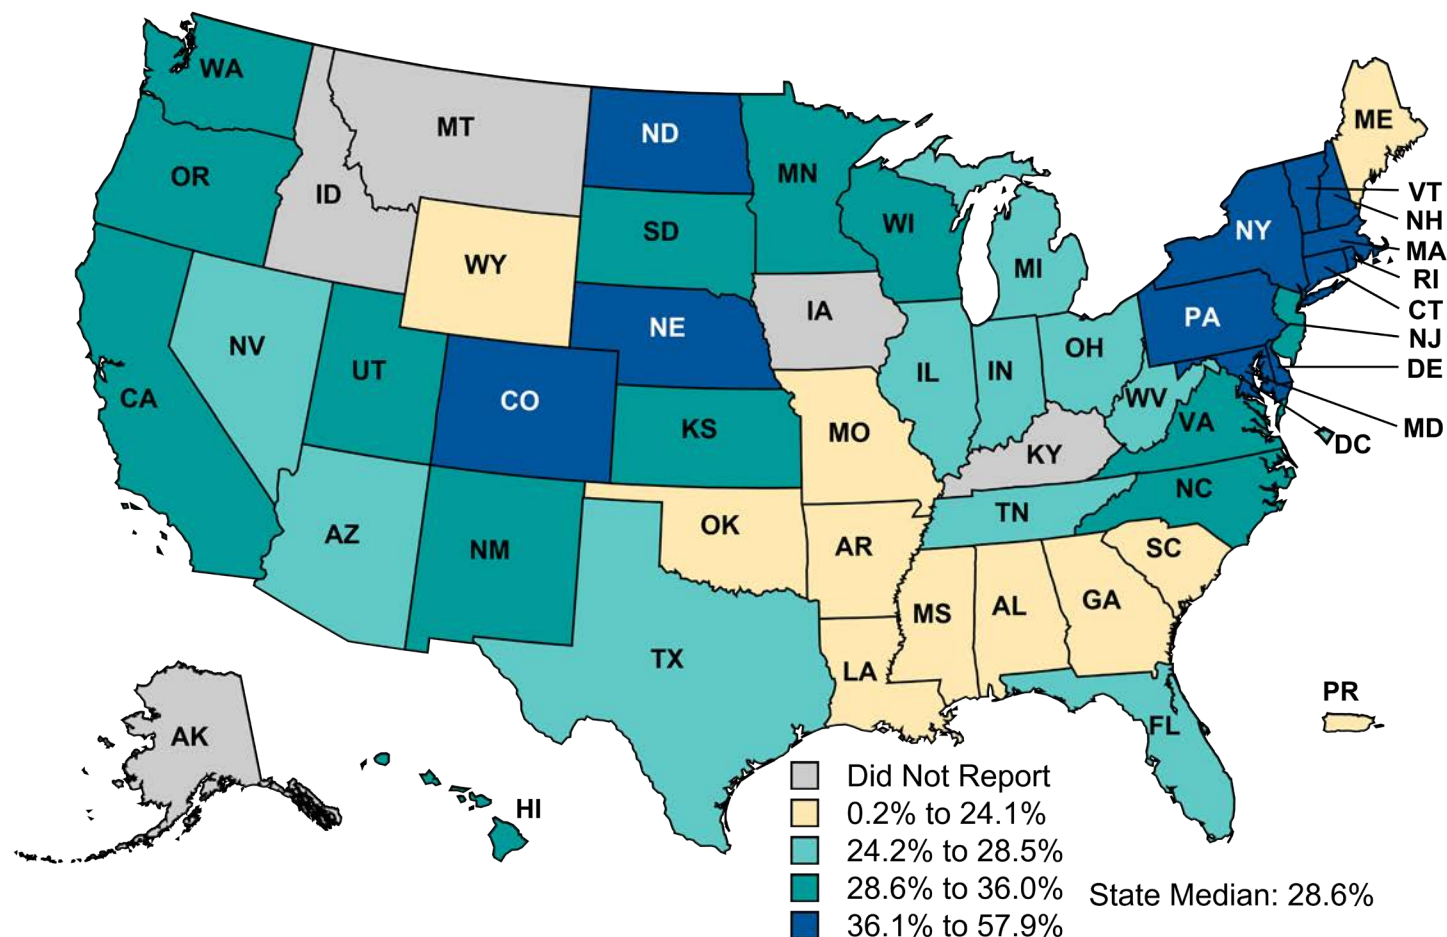 WA
MT
ND
MN
ME
OR
ID
SD
WI
VT
NH
NY
MA
WY
MI
RI
IA
CT
NE
PA
NJ
NV
OH
UT
IL
IN
DE
CA
CO
WV
KS
MO
VA
MD
KY
DC
NC
TN
OK
AZ
AR
SC
NM
MS
AL
GA
TX
LA
PR
FL
AK
HI
Did Not Report
0.2% to 24.1%
24.2% to 28.5%
28.6% to 36.0%
State Median: 28.6%
36.1% to 57.9%